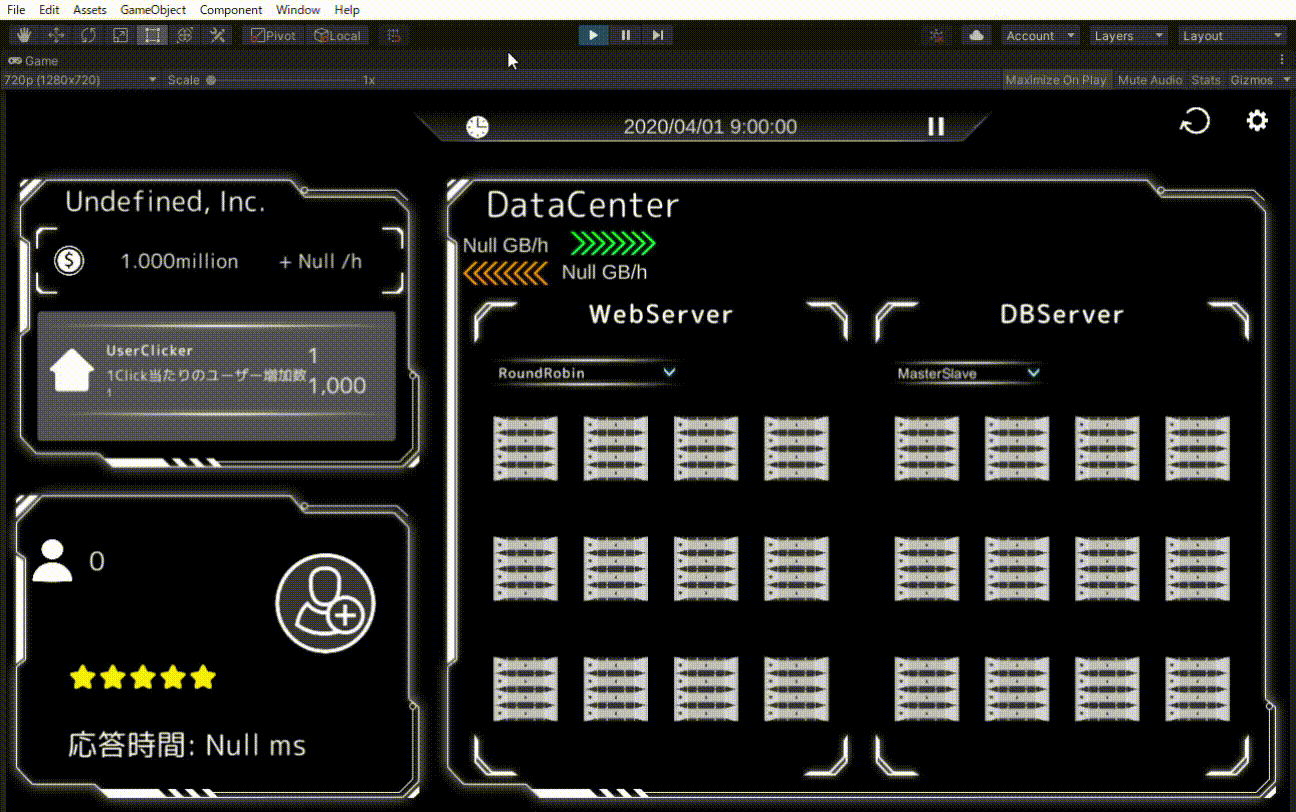 File Edit Assets GameObject Component Window Help
Pivot Local Account Layers Layout
Game
720p (1280x720) Scale 1x Maximize On Play Mute Audio Stats Gizmos
2020/04/01 9:00:00
Undefined, Inc.
$ 1.000million + Null /h
UserClicker 1
1Click当たりのユーザー増加数 1,000
1
0
応答時間: Null ms
DataCenter
Null GB/h
Null GB/h
WebServer
RoundRobin
DBServer
MasterSlave